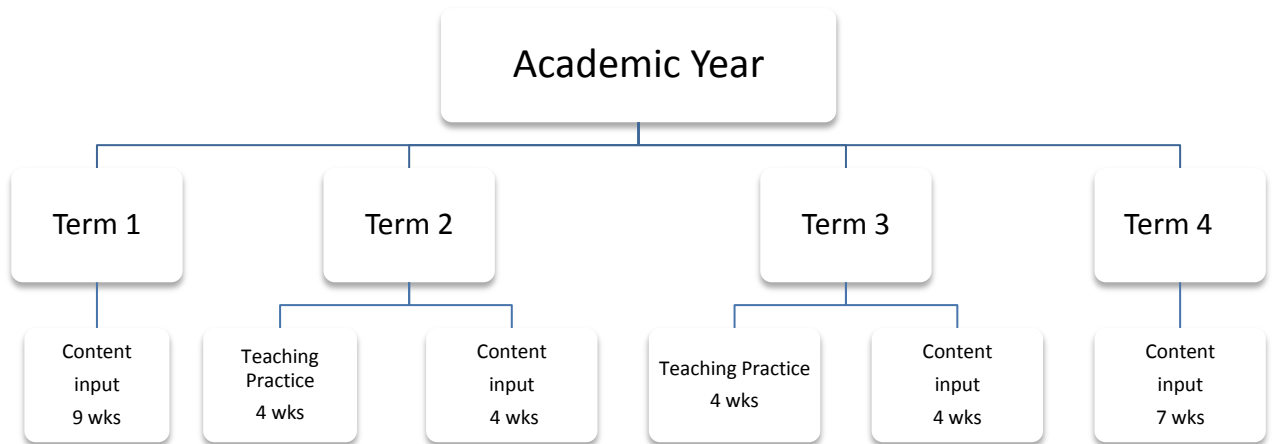 Academic Year
Term 1
Term 2
Term 3
Term 4
Content
input
9 wks
Teaching
Practice
4 wks
Content
input
4 wks
Teaching Practice
4 wks
Content
input
4 wks
Content
input
7 wks